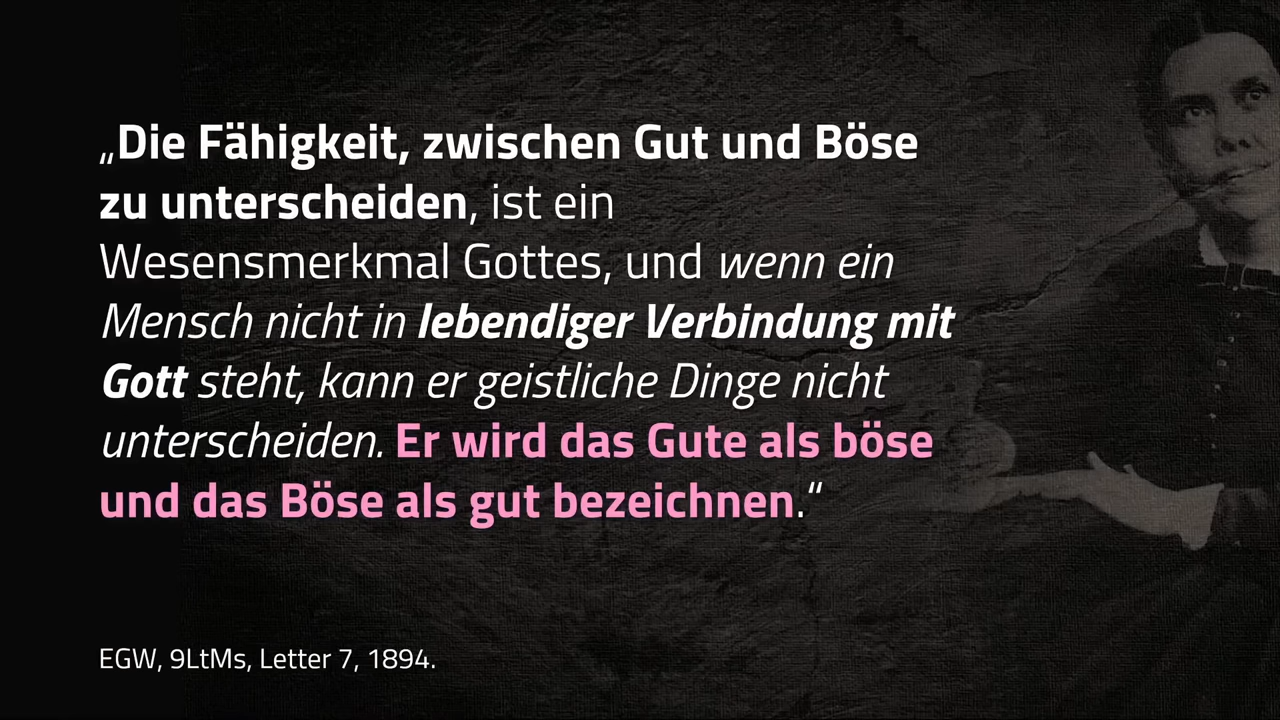 „Die Fähigkeit, zwischen Gut und Böse
zu unterscheiden, ist ein
Wesensmerkmal Gottes, und wenn ein
Mensch nicht in lebendiger Verbindung mit
Gott steht, kann er geistliche Dinge nicht
unterscheiden. Er wird das Gute als böse
und das Böse als gut bezeichnen.“
EGW, 9LtMs, Letter 7, 1894.